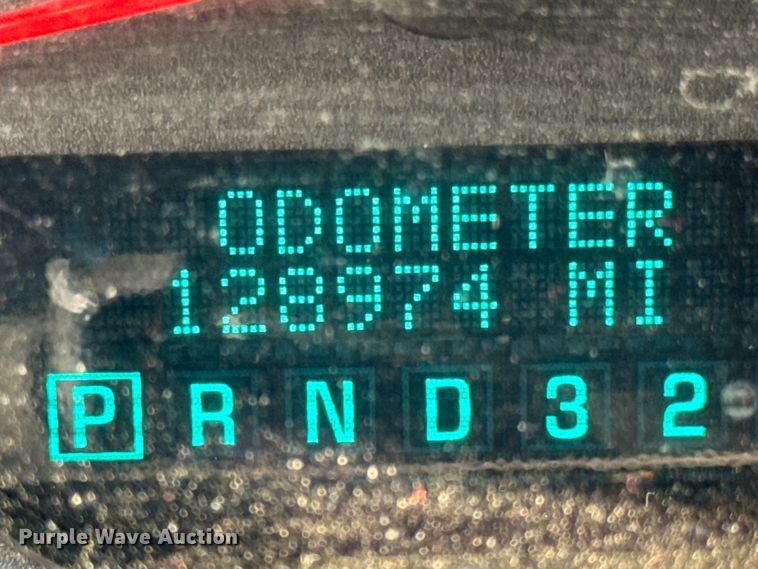 ODOMETER
128974 MI
P R N D 3 2
Purple Wave Auction